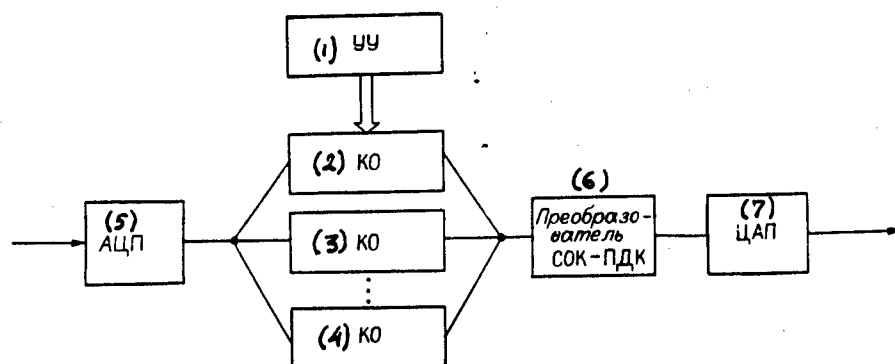 (1) УУ
(2) КО
(5)
АЦП
(3) КО
(4) КО
(6)
Преобразо-
ватель
СОК-ПДК
(7)
ЦАП